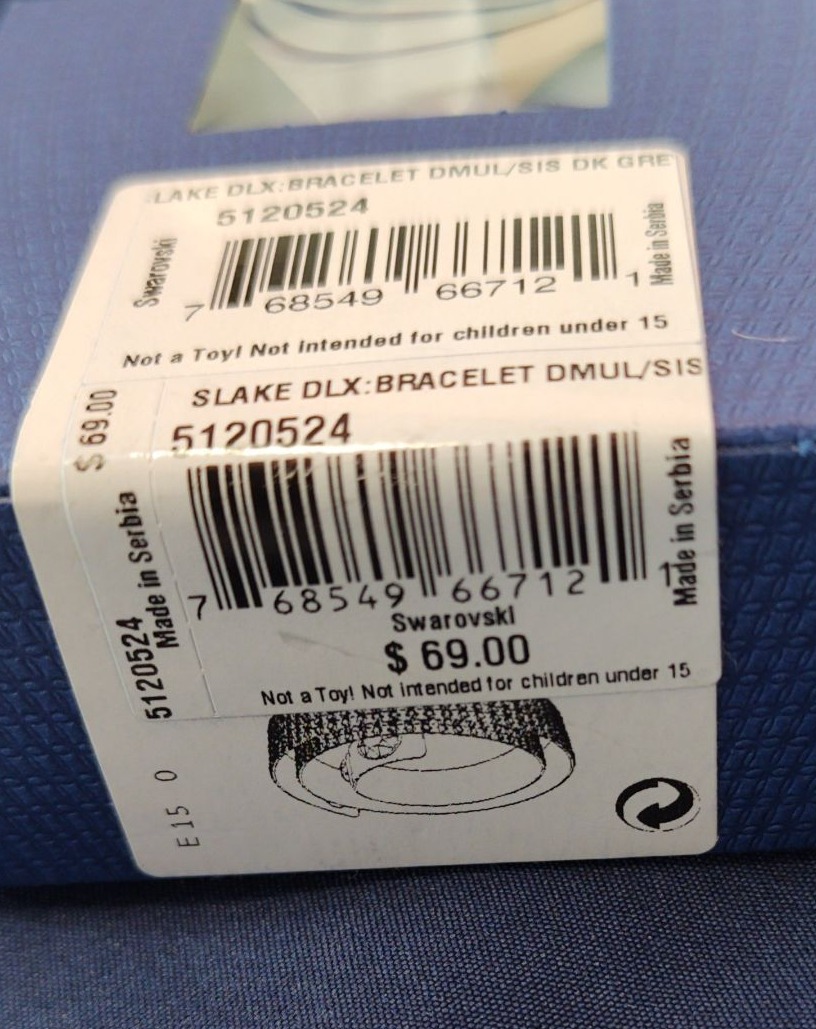 SLAKE DLX:BRACELET DMUL/SIS DK GRE
5120524
Swarovski
7 68549 66712 1
Made in Serbia
Not a Toy! Not intended for children under 15
$ 69.00
SLAKE DLX:BRACELET DMUL/SIS
5120524
7 68549 66712 1
Made in Serbia
Swarovski
$ 69.00
Not a Toy! Not intended for children under 15
5120524
Made in Serbia
E 15 0